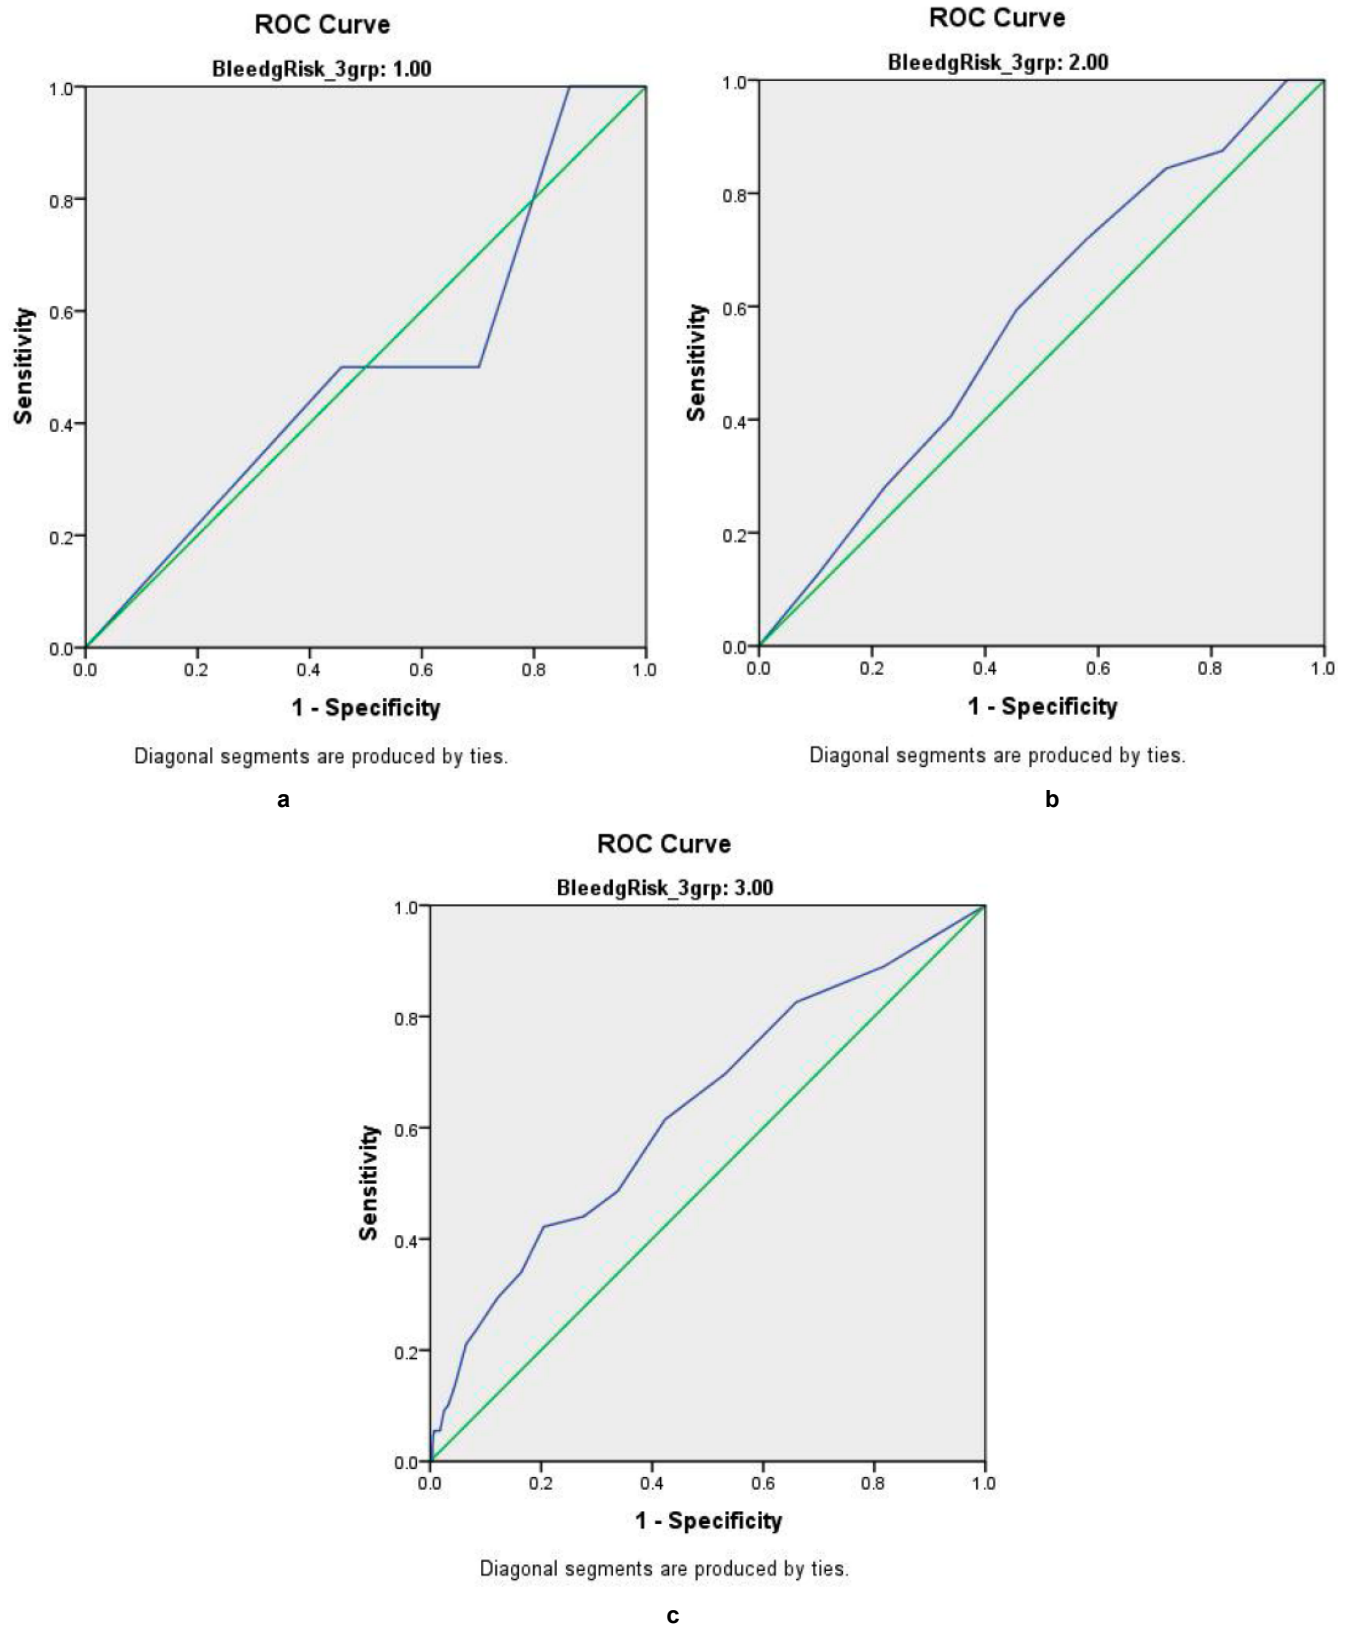 ROC Curve
BleedgRisk_3grp: 1.00
1.0
0.8
0.6
0.4
0.2
0.0
Sensitivity
0.0 0.2 0.4 0.6 0.8 1.0
1 - Specificity
Diagonal segments are produced by ties.
a
ROC Curve
BleedgRisk_3grp: 2.00
1.0
0.8
0.6
0.4
0.2
0.0
Sensitivity
0.0 0.2 0.4 0.6 0.8 1.0
1 - Specificity
Diagonal segments are produced by ties.
b
ROC Curve
BleedgRisk_3grp: 3.00
1.0
0.8
0.6
0.4
0.2
0.0
Sensitivity
0.0 0.2 0.4 0.6 0.8 1.0
1 - Specificity
Diagonal segments are produced by ties.
c